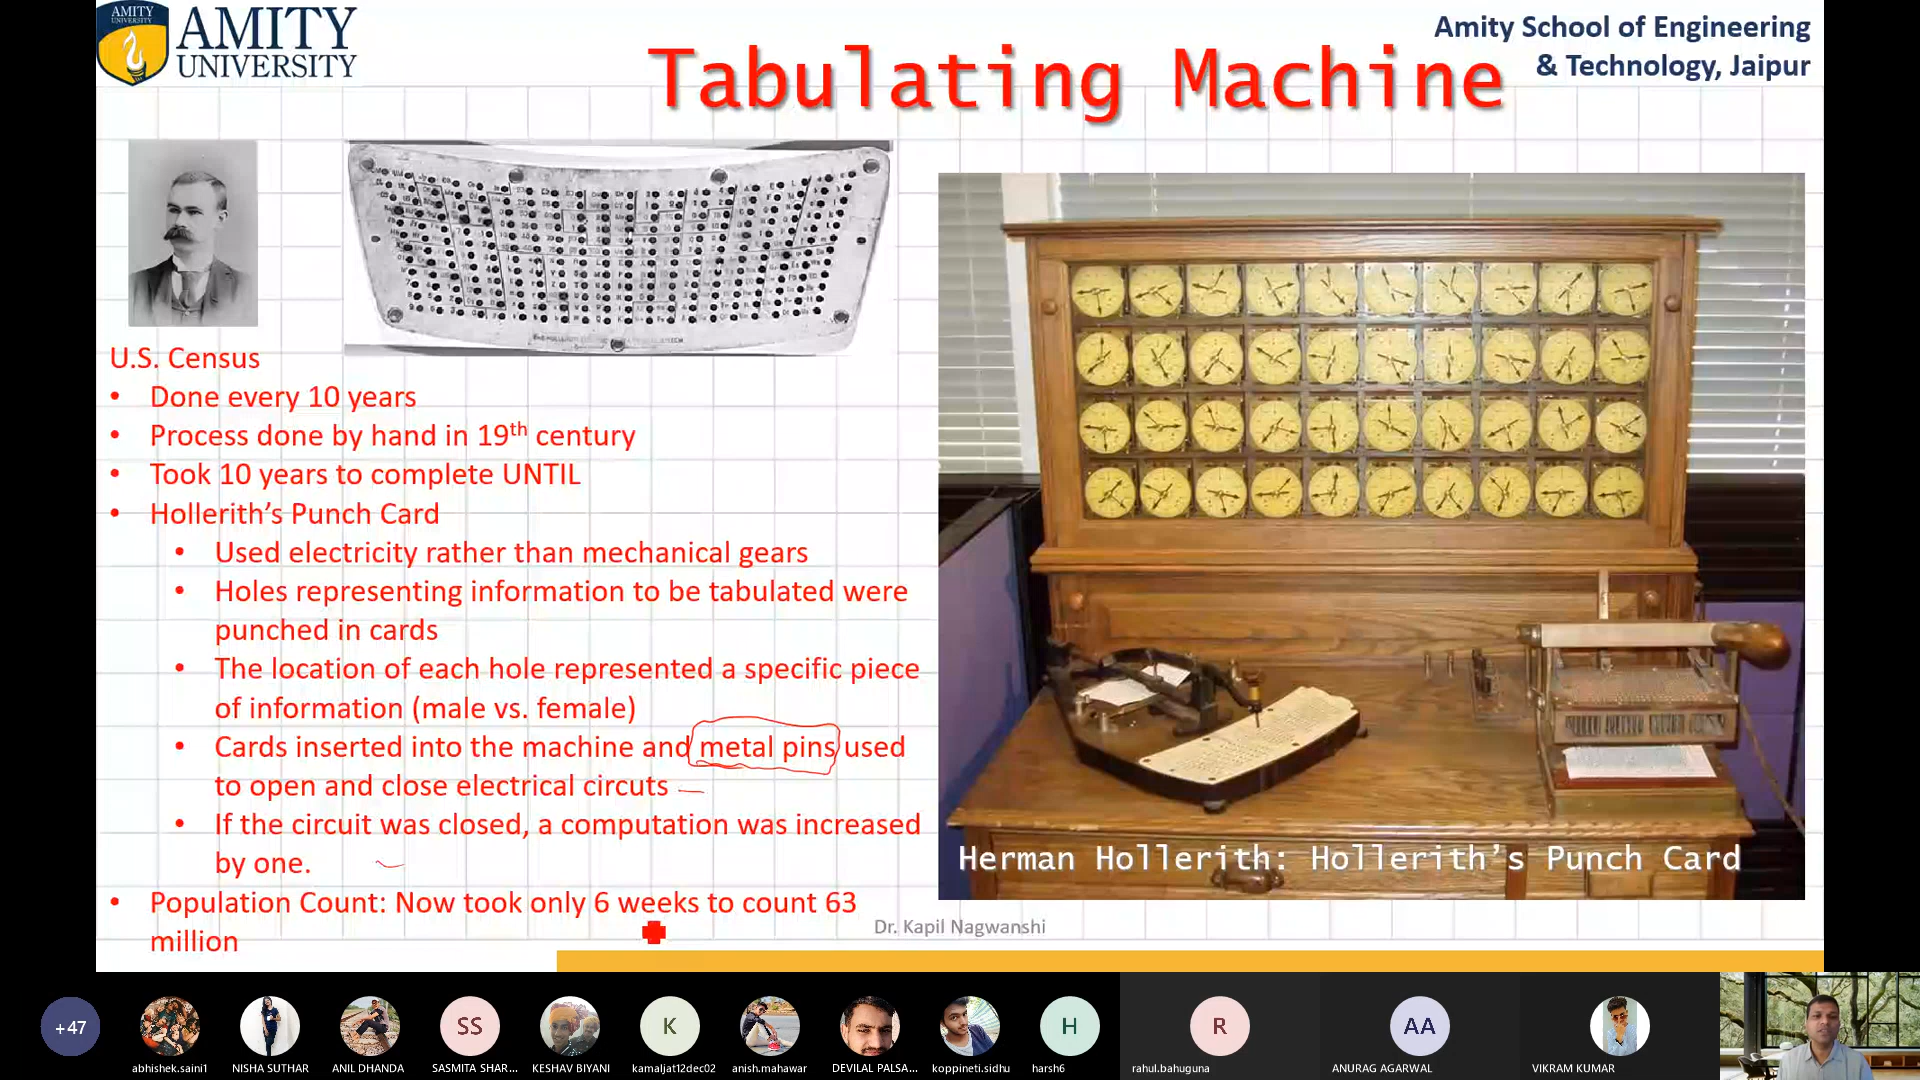 AMITY
UNIVERSITY
AMITY
UNIVERSITY
Tabulating Machine
Amity School of Engineering
& Technology, Jaipur
U.S. Census
• Done every 10 years
• Process done by hand in 19th century
• Took 10 years to complete UNTIL
• Hollerith's Punch Card
• Used electricity rather than mechanical gears
• Holes representing information to be tabulated were
punched in cards
• The location of each hole represented a specific piece
of information (male vs. female)
• Cards inserted into the machine and metal pins used
to open and close electrical circuts
• If the circuit was closed, a computation was increased
by one.
• Population Count: Now took only 6 weeks to count 63
million
Herman Hollerith: Hollerith's Punch Card
Dr. Kapil Nagwanshi
+47
SS
K
H
R
AA
abhishek.saini1
NISHA SUTHAR
ANIL DHANDA
SASMITA SHAR...
KESHAV BIYANI
kamaljat12dec02
anish.mahawar
DEVILAL PALSA...
koppineti.sidhu
harsh6
rahul.bahuguna
ANURAG AGARWAL
VIKRAM KUMAR